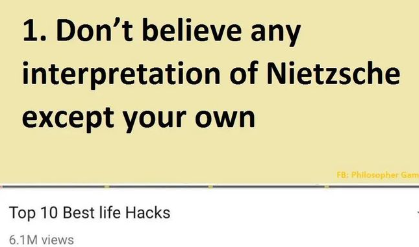 1. Don’t believe any
interpretation of Nietzsche
except your own
FB: Philosopher Gam
Top 10 Best life Hacks
6.1M views